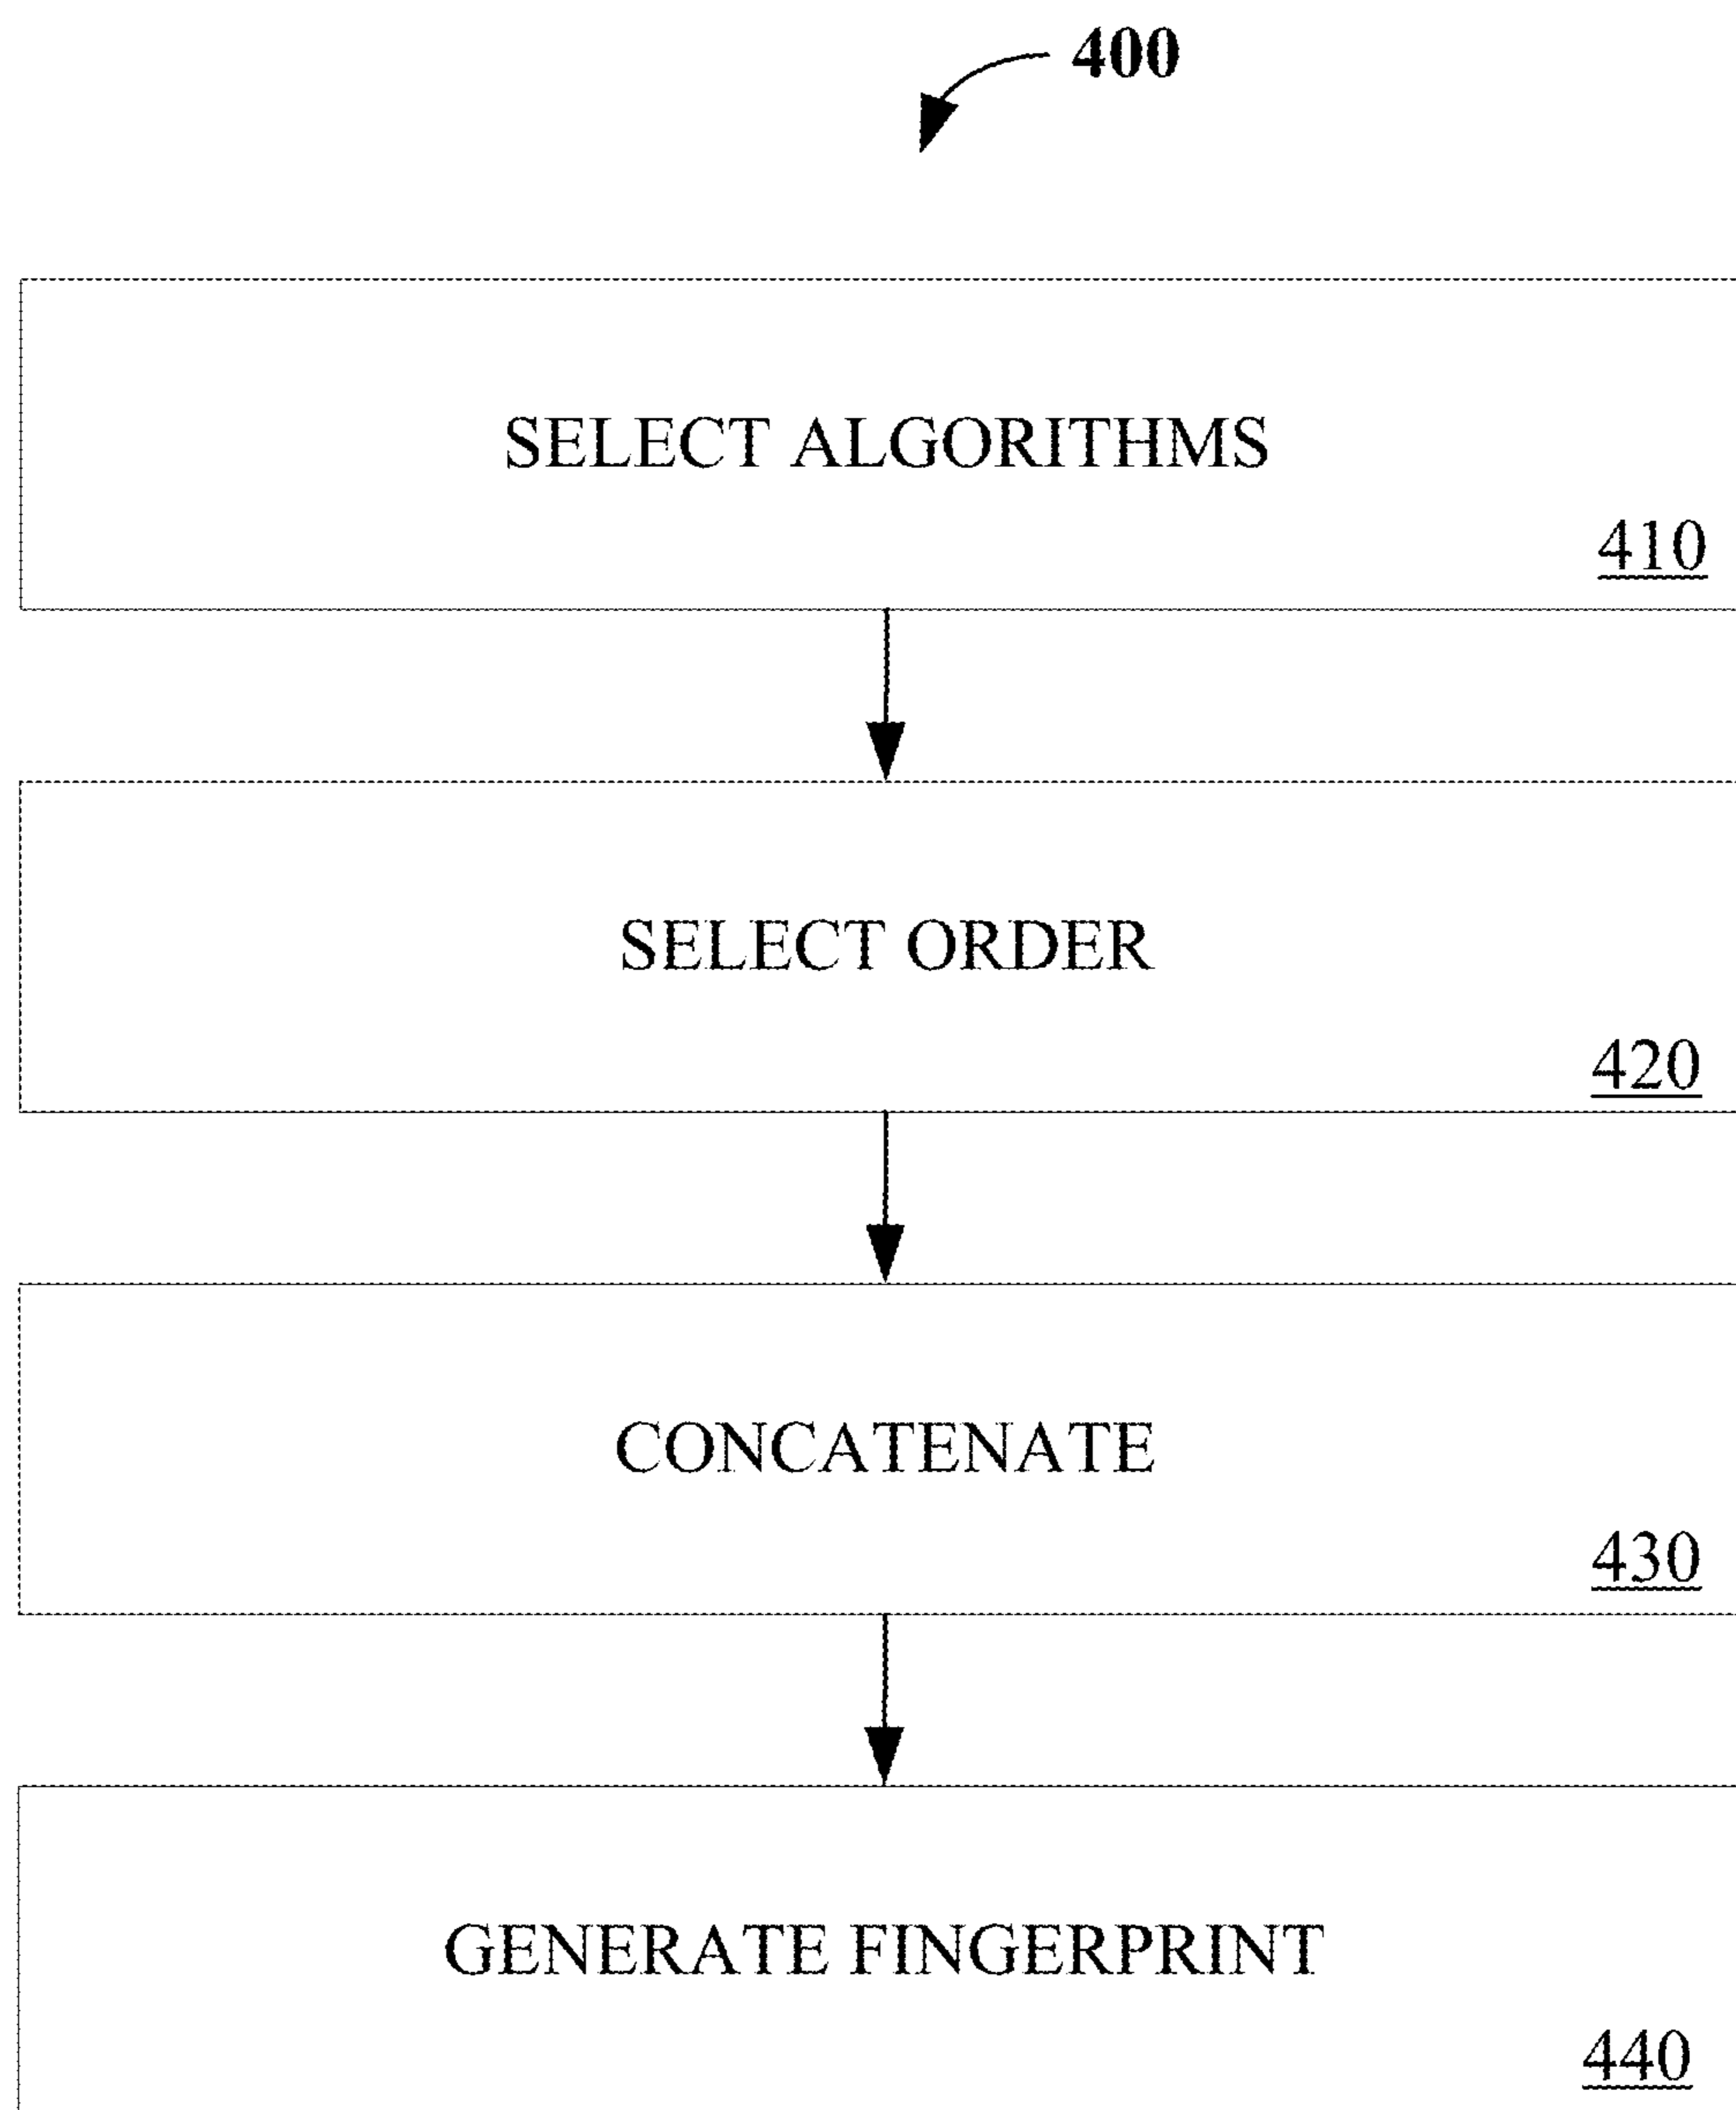 400
SELECT ALGORITHMS
410
SELECT ORDER
420
CONCATENATE
430
GENERATE FINGERPRINT
440